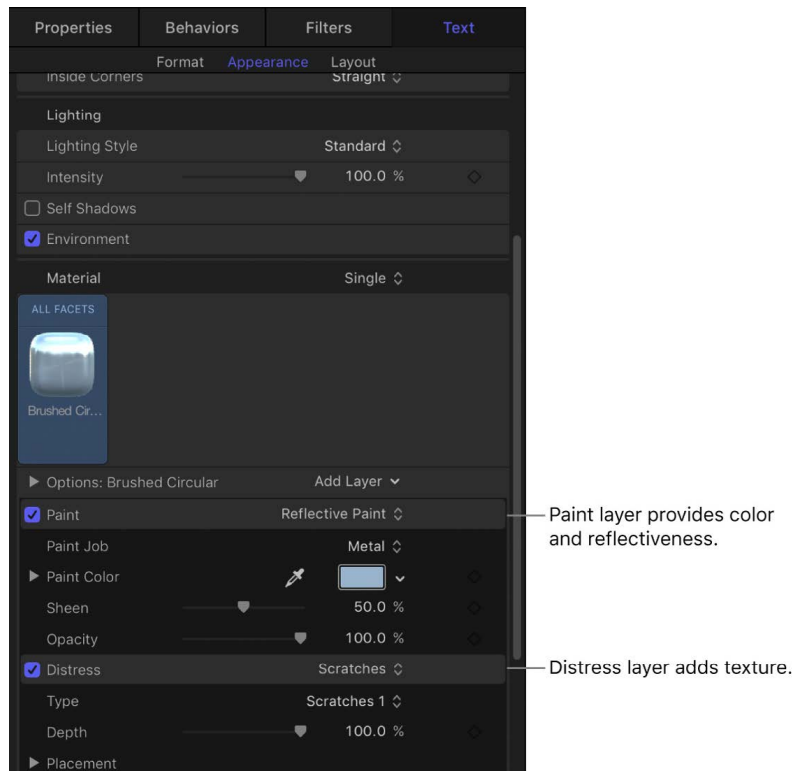 Properties Behaviors Filters Text
Format Appearance Layout
Inside Corners Straight
Lighting
Lighting Style Standard
Intensity 100.0 %
Self Shadows
Environment
Material Single
ALL FACETS
Brushed Cir...
Options: Brushed Circular Add Layer
Paint Reflective Paint
Paint layer provides color
and reflectiveness.
Paint Job Metal
Paint Color
Sheen 50.0 %
Opacity 100.0 %
Distress Scratches
Distress layer adds texture.
Type Scratches 1
Depth 100.0 %
Placement